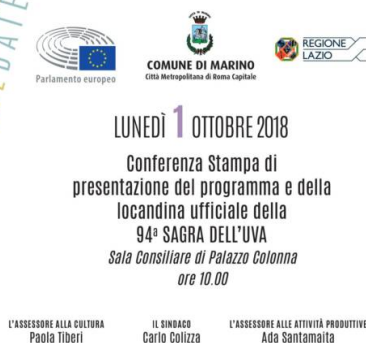 Parlamento europeo
COMUNE DI MARINO
Città Metropolitana di Roma Capitale
REGIONE
LAZIO
LUNEDÌ 1 OTTOBRE 2018
Conferenza Stampa di
presentazione del programma e della
locandina ufficiale della
94ª SAGRA DELL'UVA
Sala Consiliare di Palazzo Colonna
ore 10.00
L'ASSESSORE ALLA CULTURA
Paola Tiberi
IL SINDACO
Carlo Colizza
L'ASSESSORE ALLE ATTIVITÀ PRODUTTIVE
Ada Santamaita